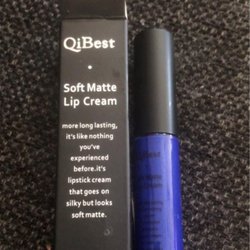 QiBest
Soft Matte
Lip Cream
more long lasting,
it's like nothing
you've
experienced
before.it's
lipstick cream
that goes on
silky but looks
soft matte.
QiBest